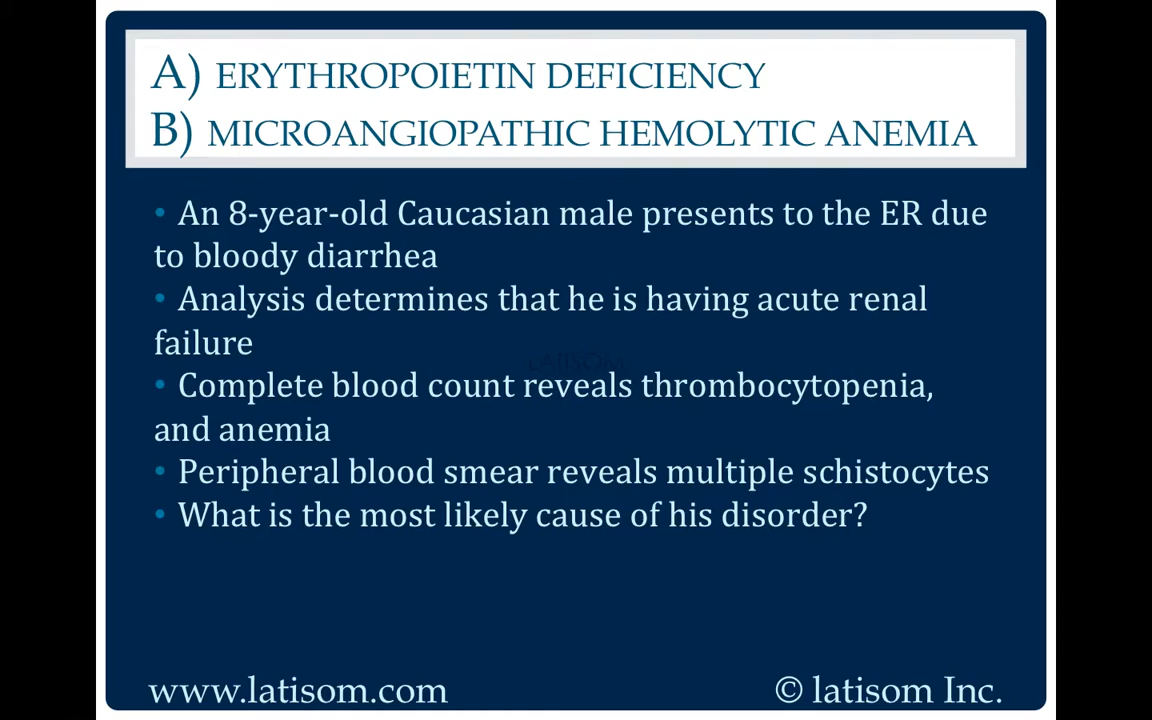 A) ERYTHROPOIETIN DEFICIENCY
B) MICROANGIOPATHIC HEMOLYTIC ANEMIA
• An 8-year-old Caucasian male presents to the ER due
to bloody diarrhea
• Analysis determines that he is having acute renal
failure
LATISOM
• Complete blood count reveals thrombocytopenia,
and anemia
• Peripheral blood smear reveals multiple schistocytes
• What is the most likely cause of his disorder?
www.latisom.com
© latisom Inc.